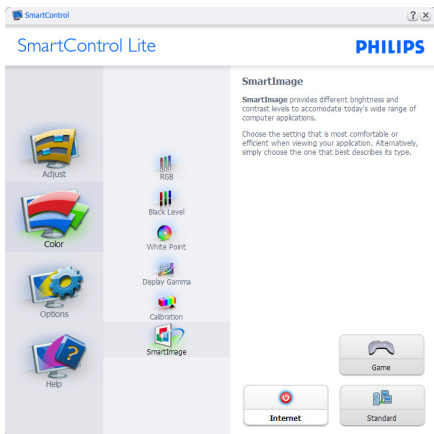 SmartControl
SmartControl Lite
PHILIPS
Adjust
Color
Options
Help
RGB
Black Level
White Point
Display Gamma
Calibration
SmartImage
SmartImage
SmartImage provides different brightness and
contrast levels to accomodate today's wide range of
computer applications.
Choose the setting that is most comfortable or
efficient when viewing your application. Alternatively,
simply choose the one that best describes its type.
Game
Internet
Standard